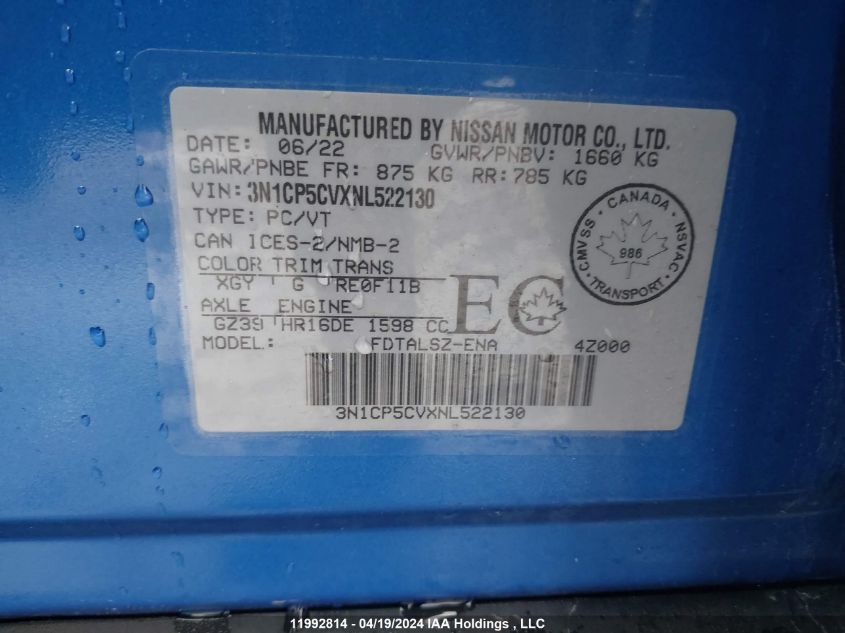 MANUFACTURED BY NISSAN MOTOR CO., LTD.
DATE: 06/22 GVWR/PNBV: 1660 KG
GAWR/PNBE FR: 875 KG RR: 785 KG
VIN: 3N1CP5CVXNL522130
TYPE: PC/VT
CAN ICES-2/NMB-2
COLOR TRIM TRANS
XGY G RE0F11B
AXLE ENGINE
GZ39 HR16DE 1598 CC
EC
CANADA
CMVSS NSVAC
986
TRANSPORT
MODEL: FDTALSZ-ENA 4Z000
3N1CP5CVXNL522130
11992814 - 04/19/2024 IAA Holdings , LLC